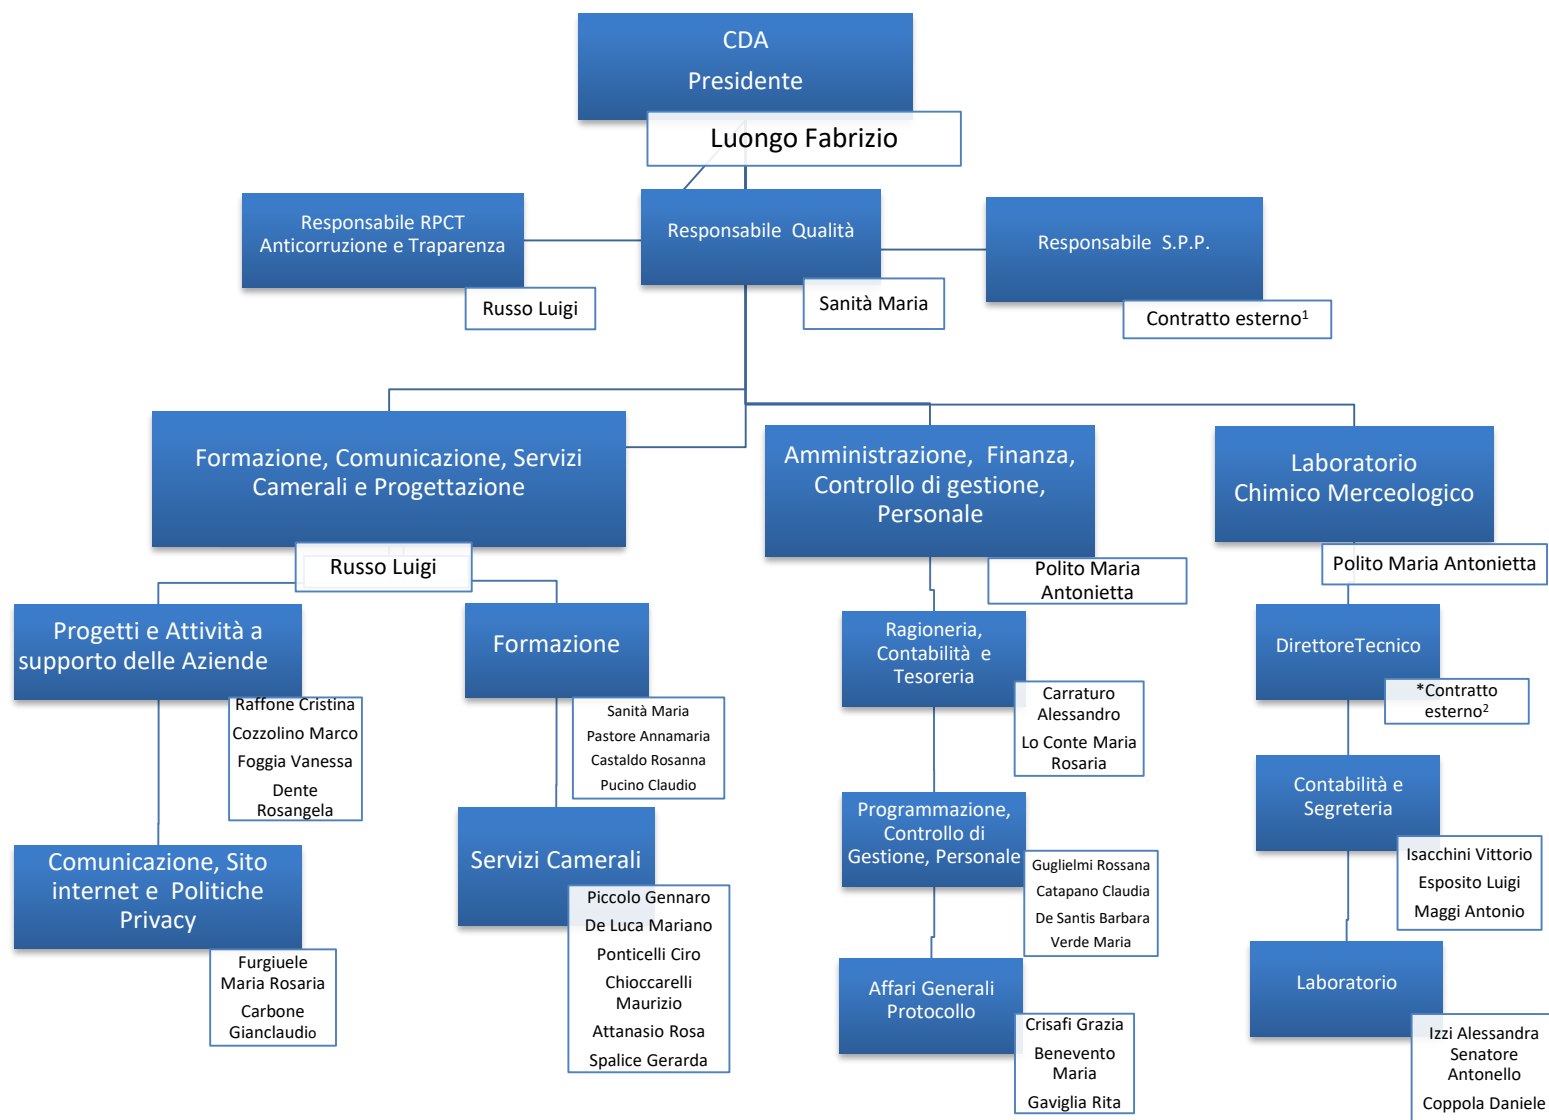 CDA
Presidente
Luongo Fabrizio
Responsabile RPCT
Anticorruzione e Traparenza
Russo Luigi
Responsabile Qualità
Sanità Maria
Responsabile S.P.P.
Contratto esterno¹
Formazione, Comunicazione, Servizi
Camerali e Progettazione
Russo Luigi
Amministrazione, Finanza,
Controllo di gestione,
Personale
Polito Maria
Antonietta
Laboratorio
Chimico Merceologico
Polito Maria Antonietta
Progetti e Attività a
supporto delle Aziende
Raffone Cristina
Cozzolino Marco
Foggia Vanessa
Dente
Rosangela
Formazione
Sanità Maria
Pastore Annamaria
Castaldo Rosanna
Pucino Claudio
Ragioneria,
Contabilità e
Tesoreria
Carraturo
Alessandro
Lo Conte Maria
Rosaria
DirettoreTecnico
*Contratto
esterno²
Comunicazione, Sito
internet e Politiche
Privacy
Furgiuele
Maria Rosaria
Carbone
Gianclaudio
Servizi Camerali
Piccolo Gennaro
De Luca Mariano
Ponticelli Ciro
Chioccarelli
Maurizio
Attanasio Rosa
Spalice Gerarda
Programmazione,
Controllo di
Gestione, Personale
Guglielmi Rossana
Catapano Claudia
De Santis Barbara
Verde Maria
Contabilità e
Segreteria
Isacchini Vittorio
Esposito Luigi
Maggi Antonio
Affari Generali
Protocollo
Crisafi Grazia
Benevento
Maria
Gaviglia Rita
Laboratorio
Izzi Alessandra
Senatore
Antonello
Coppola Daniele